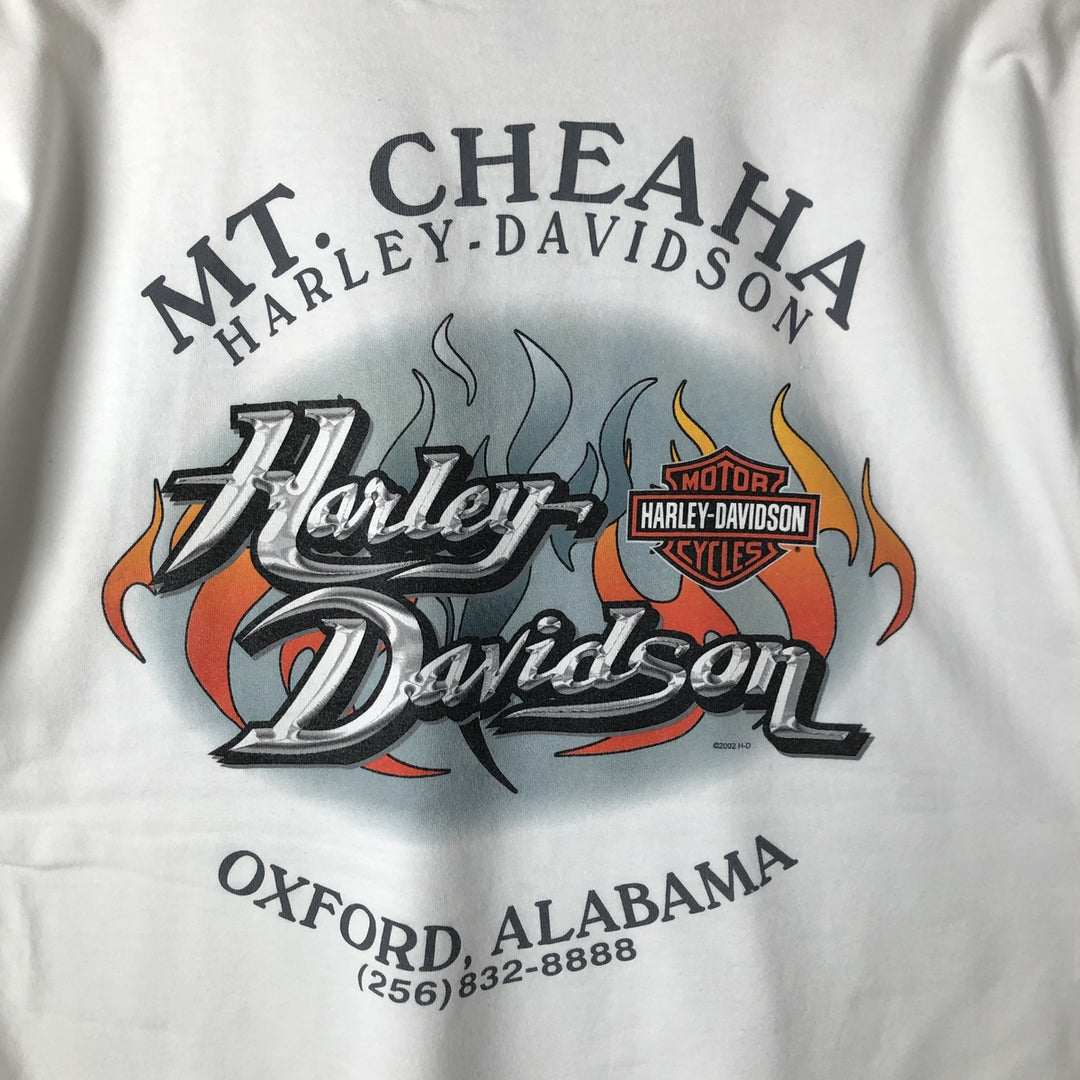 MT. CHEAHA
HARLEY-DAVIDSON
Harley
MOTOR
HARLEY-DAVIDSON
CYCLES
Davidson
©2002 H-D
OXFORD, ALABAMA
(256) 832-8888